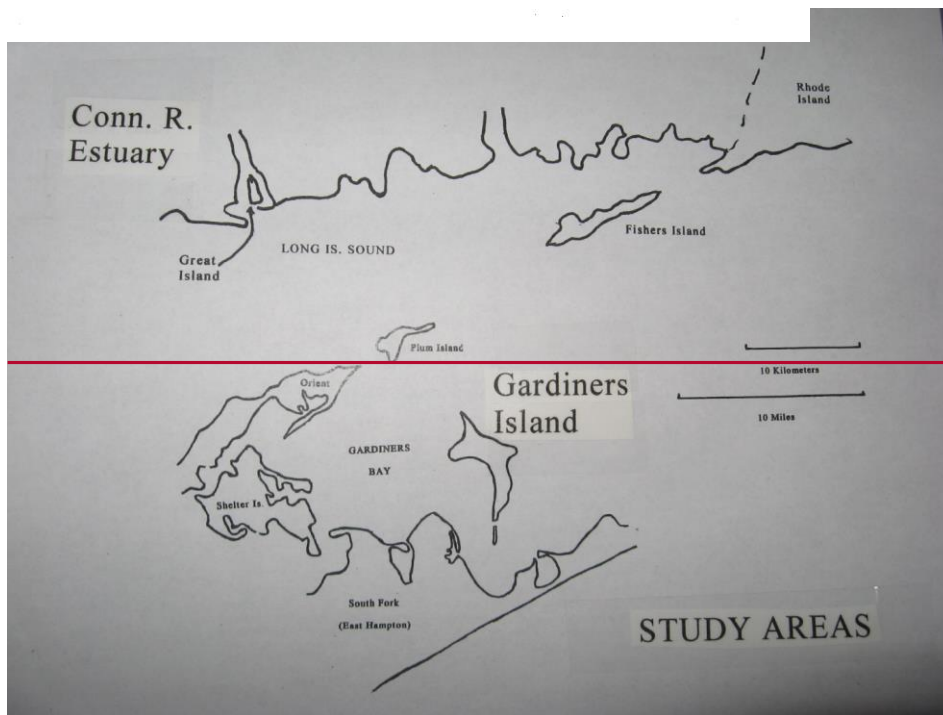 Rhode
Island
Conn. R.
Estuary
Fishers Island
LONG IS. SOUND
Great
Island
Plum Island
10 Kilometers
Orient
Gardiners
Island
10 Miles
GARDINERS
BAY
Shelter Is.
South Fork
(East Hampton)
STUDY AREAS